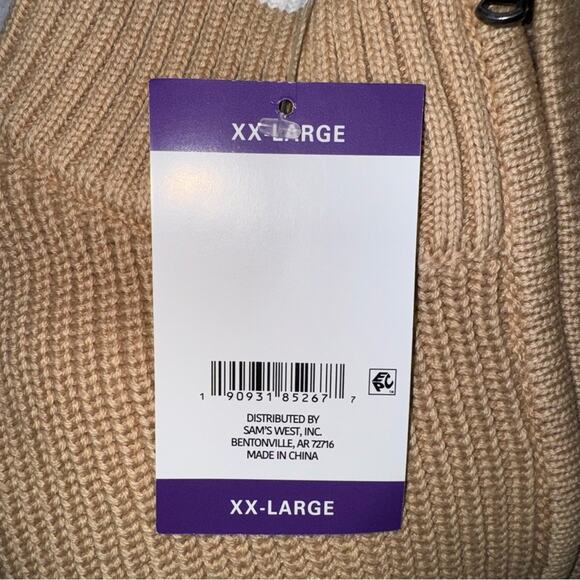 XX-LARGE
1 90931 85267 7
EPC
DISTRIBUTED BY
SAM'S WEST, INC.
BENTONVILLE, AR 72716
MADE IN CHINA
XX-LARGE